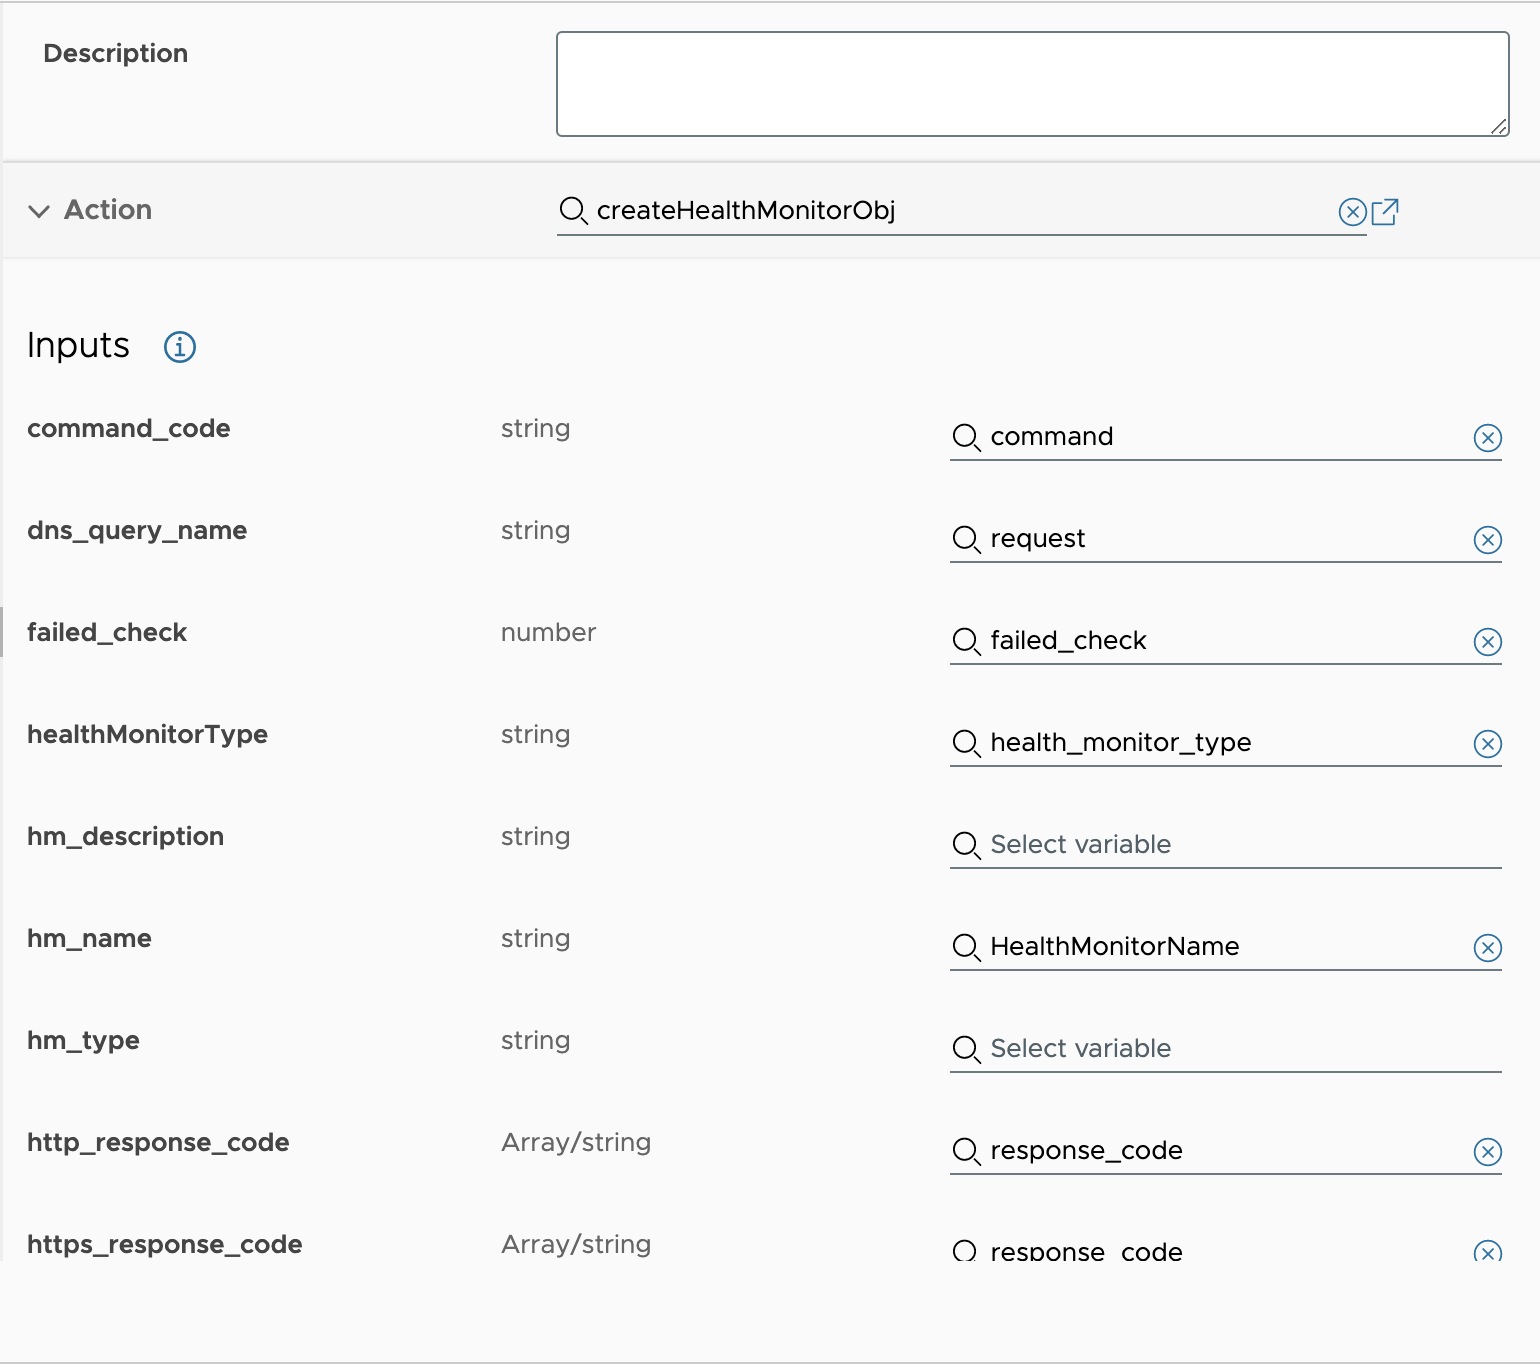 Description
Action createHealthMonitorObj
Inputs
command_code string command
dns_query_name string request
failed_check number failed_check
healthMonitorType string health_monitor_type
hm_description string Select variable
hm_name string HealthMonitorName
hm_type string Select variable
http_response_code Array/string response_code
https_response_code Array/string response_code